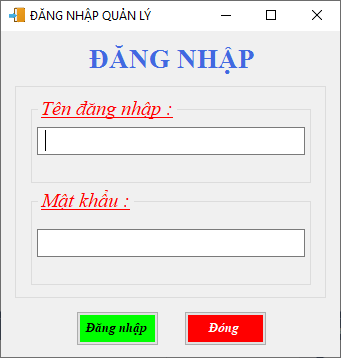 ĐĂNG NHẬP QUẢN LÝ
ĐĂNG NHẬP
Tên đăng nhập :
Mật khẩu :
Đăng nhập
Đóng